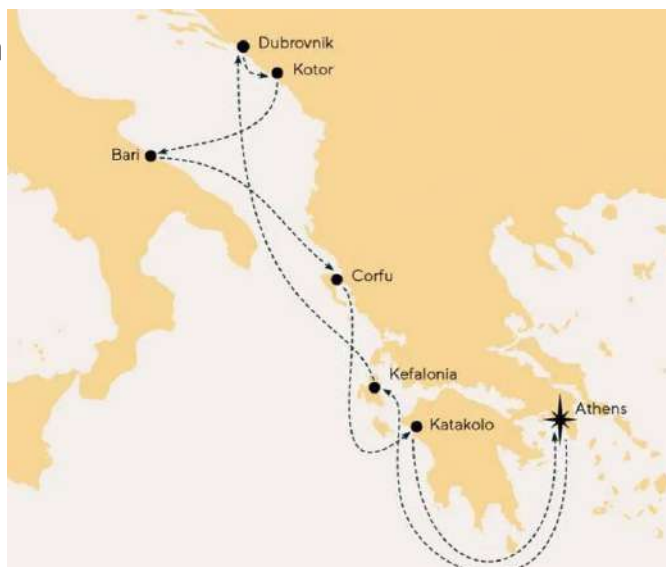 Dubrovnik
Kotor
Bari
Corfu
Kefalonia
Athens
Katakolo